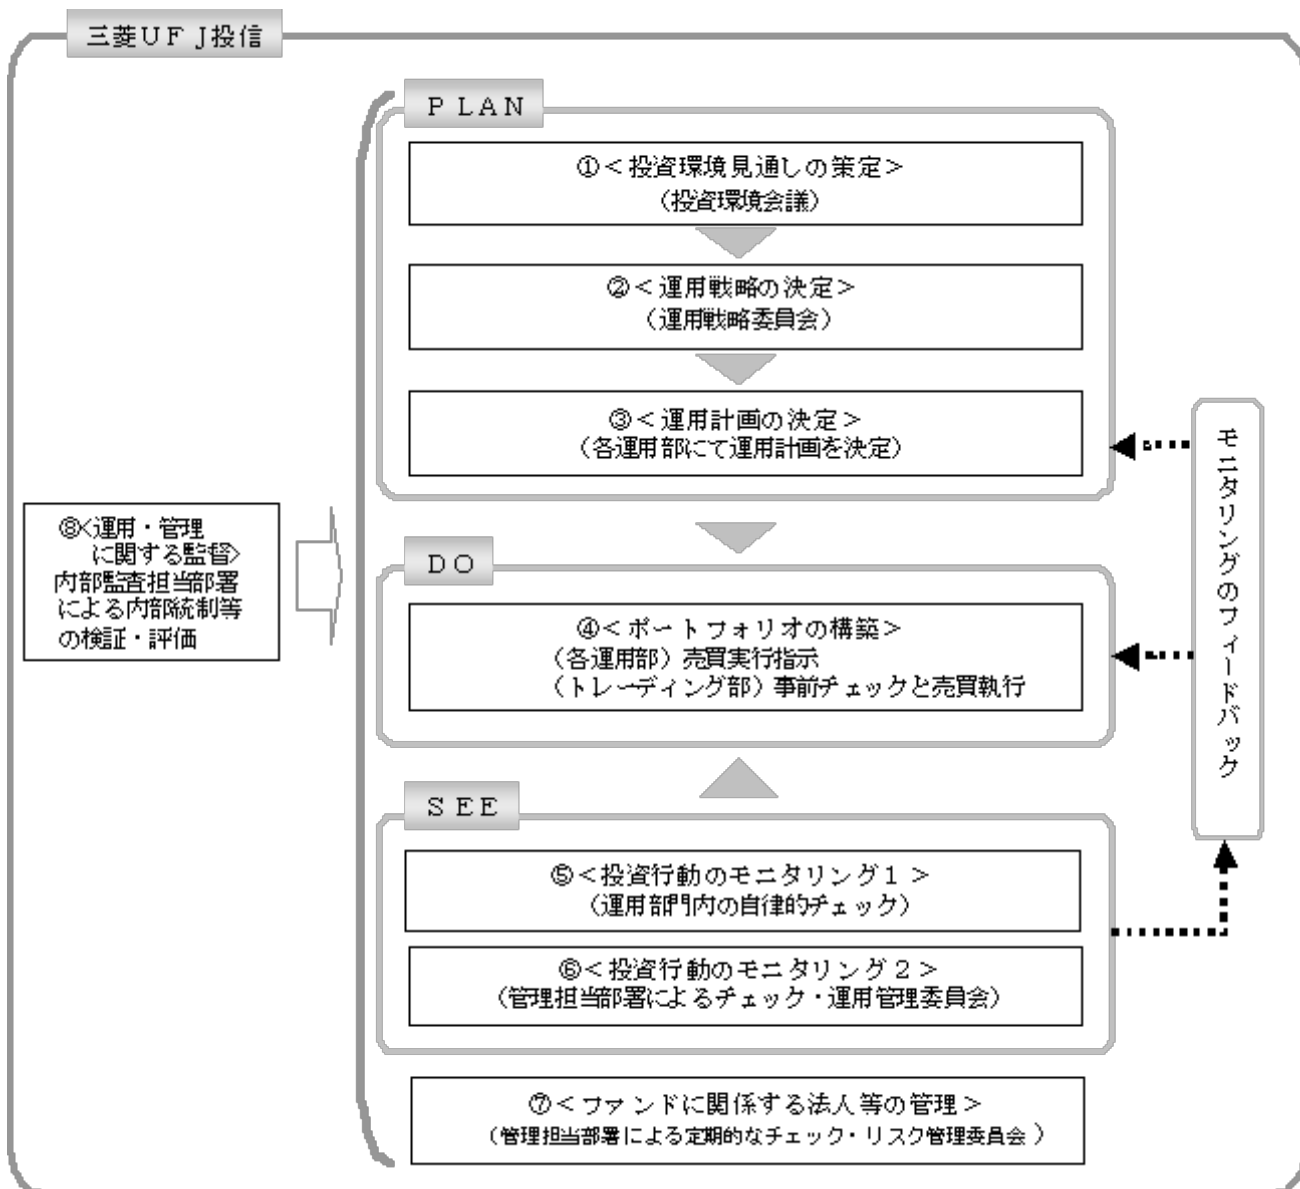 三菱ＵＦＪ投信
ＰＬＡＮ
①＜投資環境見通しの策定＞
（投資環境会議）
②＜運用戦略の決定＞
（運用戦略委員会）
③＜運用計画の決定＞
（各運用部にて運用計画を決定）
⑧＜運用・管理
に関する監督＞
内部監査担当部署
による内部統制等
の検証・評価
ＤＯ
④＜ポートフォリオの構築＞
（各運用部）売買実行指示
（トレーディング部）事前チェックと売買執行
モニタリングのフィードバック
ＳＥＥ
⑤＜投資行動のモニタリング１＞
（運用部門内の自律的チェック）
⑥＜投資行動のモニタリング２＞
（管理担当部署によるチェック・運用管理委員会）
⑦＜ファンドに関係する法人等の管理＞
（管理担当部署による定期的なチェック・リスク管理委員会）